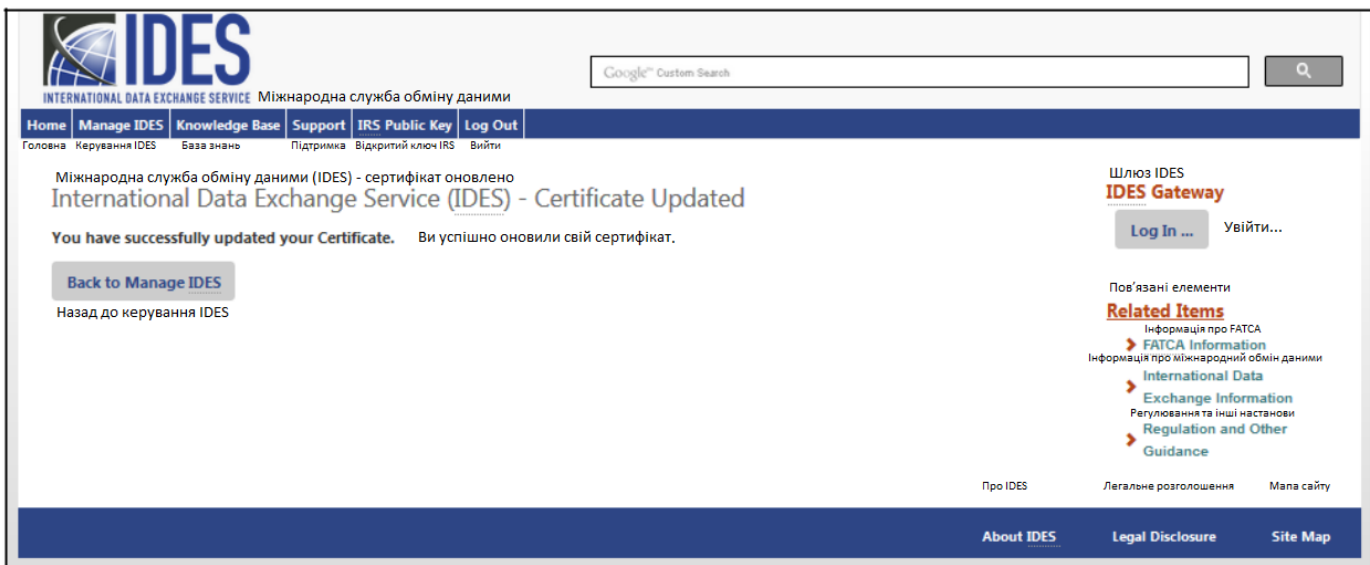 IDES
Google™ Custom Search
INTERNATIONAL DATA EXCHANGE SERVICE Міжнародна служба обміну даними
Home Manage IDES Knowledge Base Support IRS Public Key Log Out
Головна Керування IDES База знань Підтримка Відкритий ключ IRS Вийти
Міжнародна служба обміну даними (IDES) - сертифікат оновлено
International Data Exchange Service (IDES) - Certificate Updated
You have successfully updated your Certificate. Ви успішно оновили свій сертифікат.
Back to Manage IDES
Назад до керування IDES
Шлюз IDES
IDES Gateway
Log In ... Увійти...
Пов'язані елементи
Related Items
Інформація про FATCA
FATCA Information
Інформація про міжнародний обмін даними
International Data
Exchange Information
Регулювання та інші настанови
Regulation and Other
Guidance
Про IDES Легальне розголошення Мапа сайту
About IDES Legal Disclosure Site Map